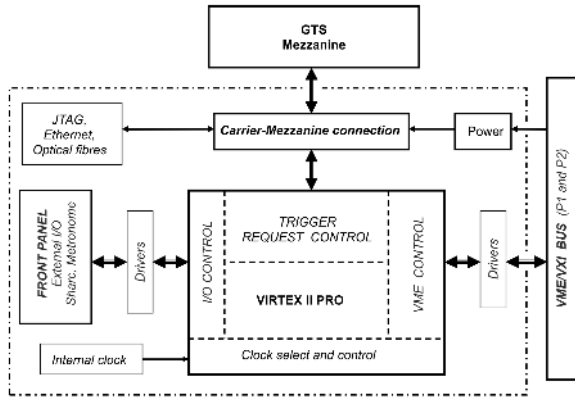 GTS
Mezzanine
JTAG,
Ethernet,
Optical fibres
Carrier-Mezzanine connection
Power
VME/VXI BUS (P1 and P2)
FRONT PANEL
External I/O
Sharc, Metronome
Drivers
I/O CONTROL
TRIGGER
REQUEST CONTROL
VIRTEX II PRO
VME CONTROL
Drivers
Internal clock
Clock select and control